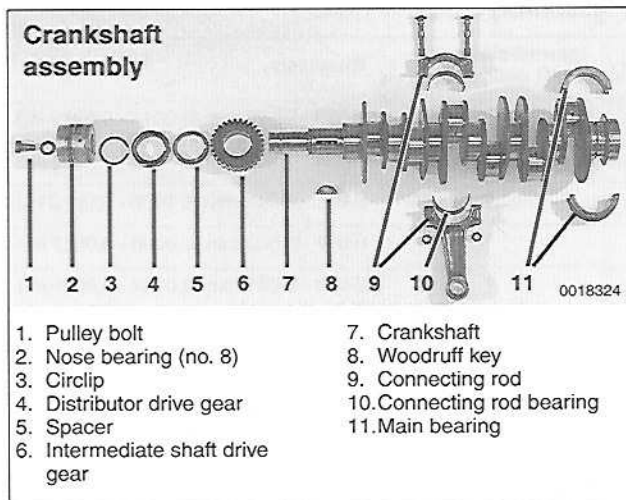 Crankshaft
assembly
1 2 3 4 5 6 7 8 9 10 11
0018324
1. Pulley bolt
2. Nose bearing (no. 8)
3. Circlip
4. Distributor drive gear
5. Spacer
6. Intermediate shaft drive
gear
7. Crankshaft
8. Woodruff key
9. Connecting rod
10.Connecting rod bearing
11.Main bearing